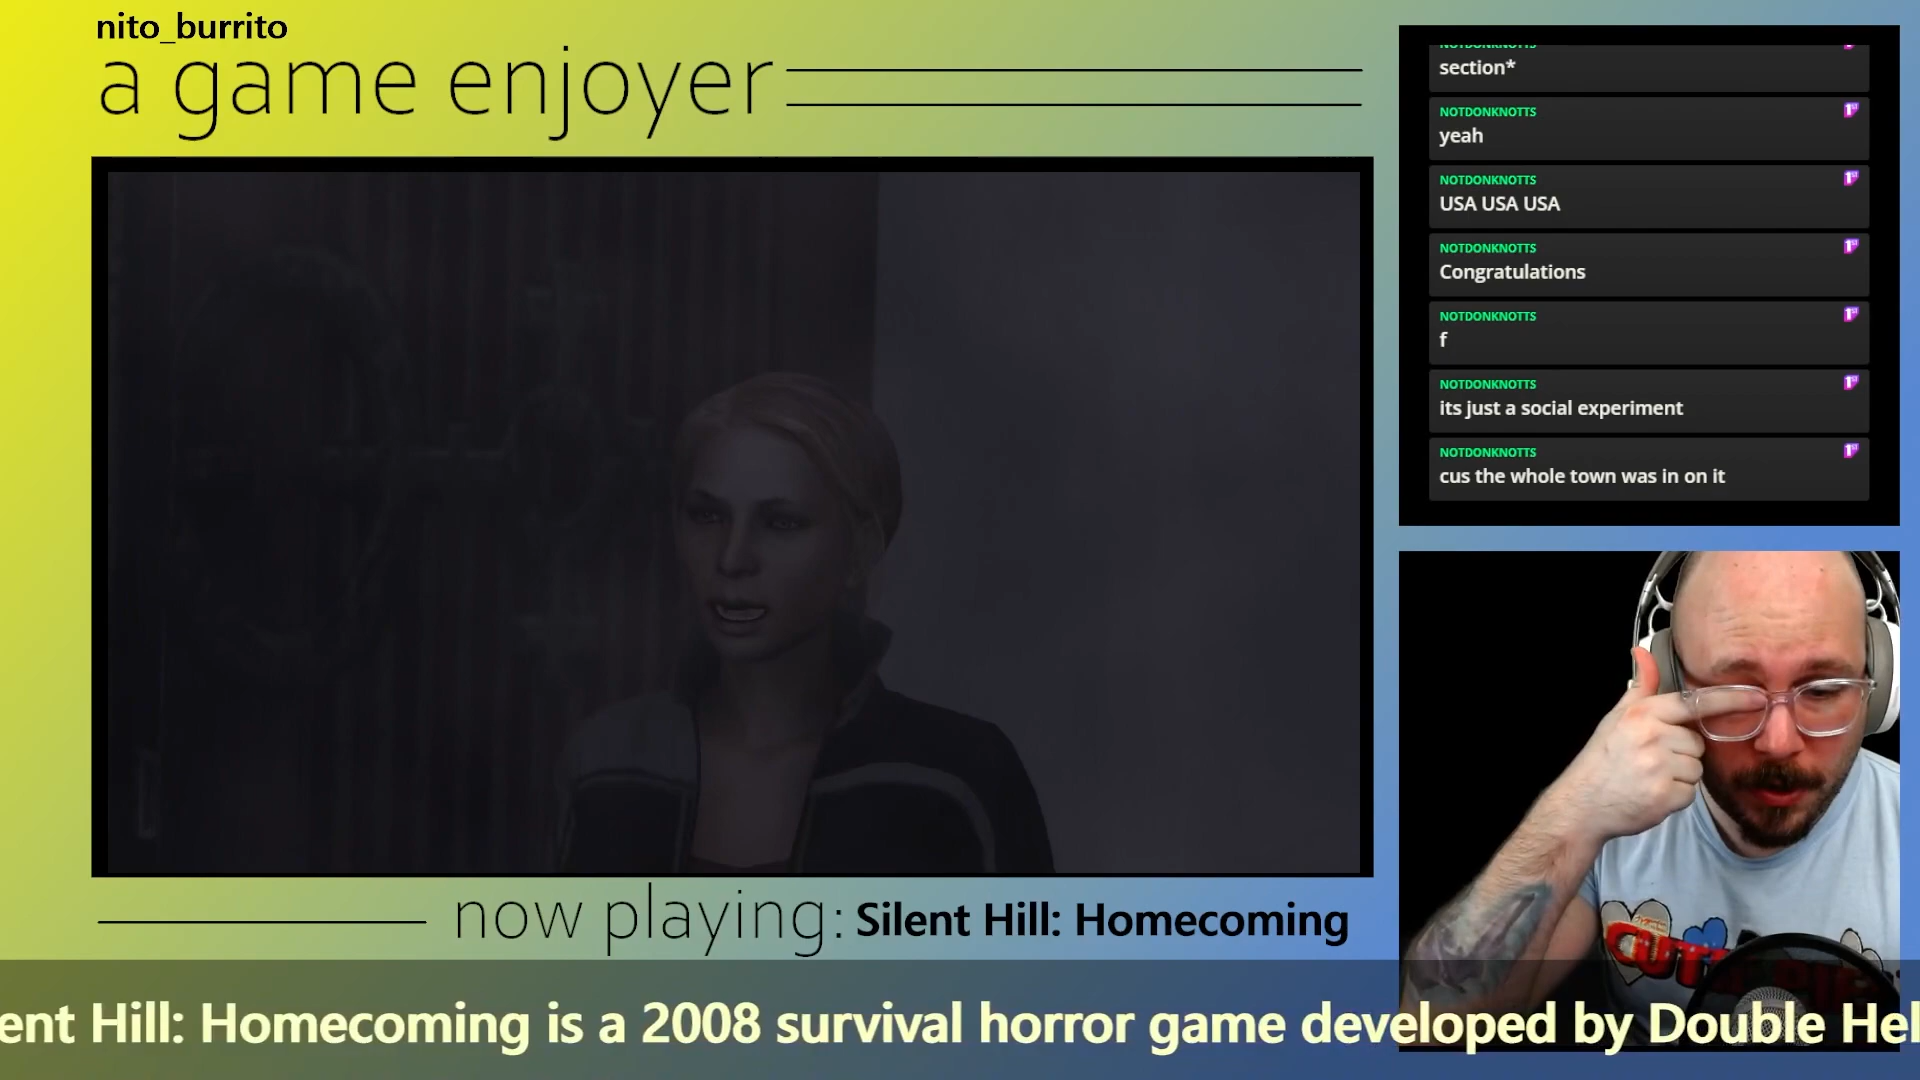 nito_burrito
a game enjoyer
NOTDONKNOTTS
section*
NOTDONKNOTTS
yeah
NOTDONKNOTTS
USA USA USA
NOTDONKNOTTS
Congratulations
NOTDONKNOTTS
f
NOTDONKNOTTS
its just a social experiment
NOTDONKNOTTS
cus the whole town was in on it
now playing: Silent Hill: Homecoming
ent Hill: Homecoming is a 2008 survival horror game developed by Double Hel